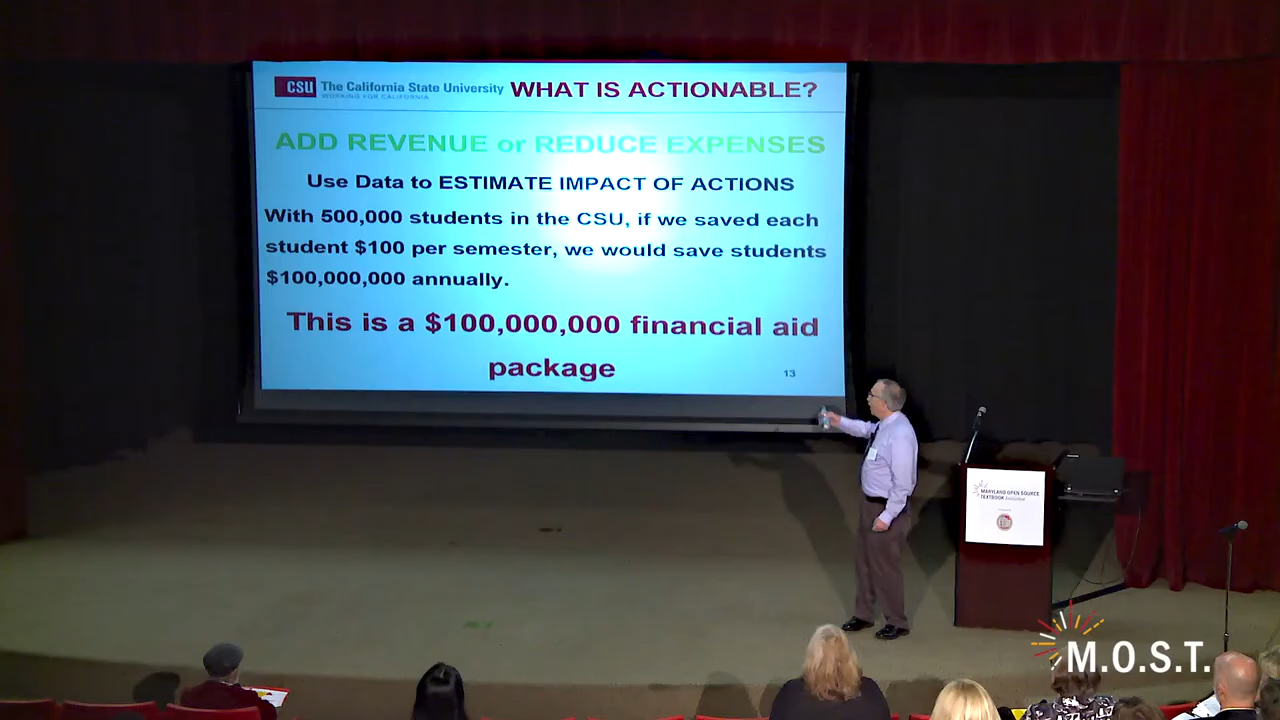 CSU The California State University WHAT IS ACTIONABLE?
WORKING FOR CALIFORNIA
ADD REVENUE or REDUCE EXPENSES
Use Data to ESTIMATE IMPACT OF ACTIONS
With 500,000 students in the CSU, if we saved each
student $100 per semester, we would save students
$100,000,000 annually.
This is a $100,000,000 financial aid
package
13
MARYLAND OPEN SOURCE
TEXTBOOK
M.O.S.T.